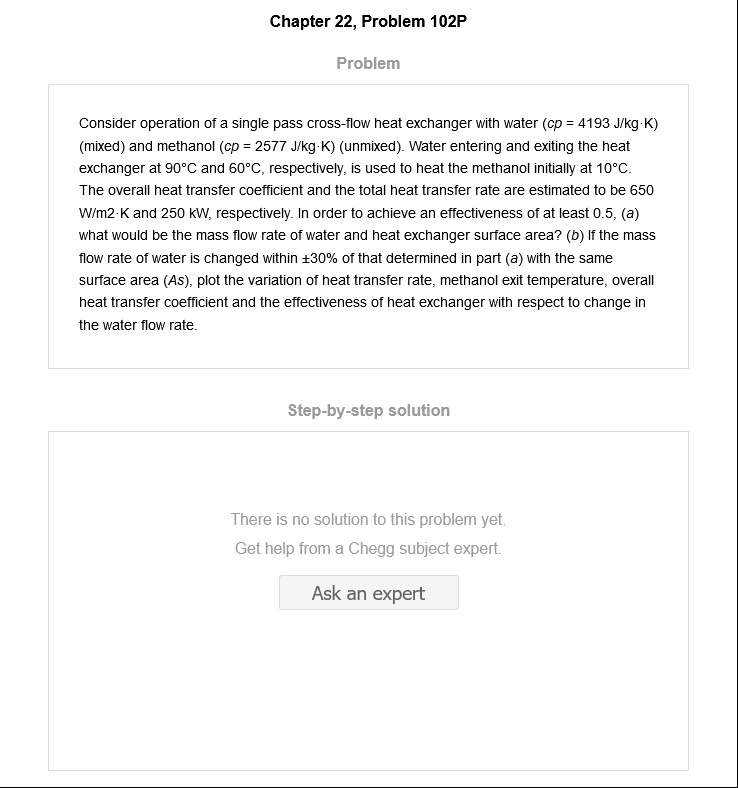 Chapter 22, Problem 102P
Problem
Consider operation of a single pass cross-flow heat exchanger with water (cp = 4193 J/kg·K)
(mixed) and methanol (cp = 2577 J/kg·K) (unmixed). Water entering and exiting the heat
exchanger at 90°C and 60°C, respectively, is used to heat the methanol initially at 10°C.
The overall heat transfer coefficient and the total heat transfer rate are estimated to be 650
W/m2·K and 250 kW, respectively. In order to achieve an effectiveness of at least 0.5, (a)
what would be the mass flow rate of water and heat exchanger surface area? (b) If the mass
flow rate of water is changed within ±30% of that determined in part (a) with the same
surface area (As), plot the variation of heat transfer rate, methanol exit temperature, overall
heat transfer coefficient and the effectiveness of heat exchanger with respect to change in
the water flow rate.
Step-by-step solution
There is no solution to this problem yet.
Get help from a Chegg subject expert.
Ask an expert